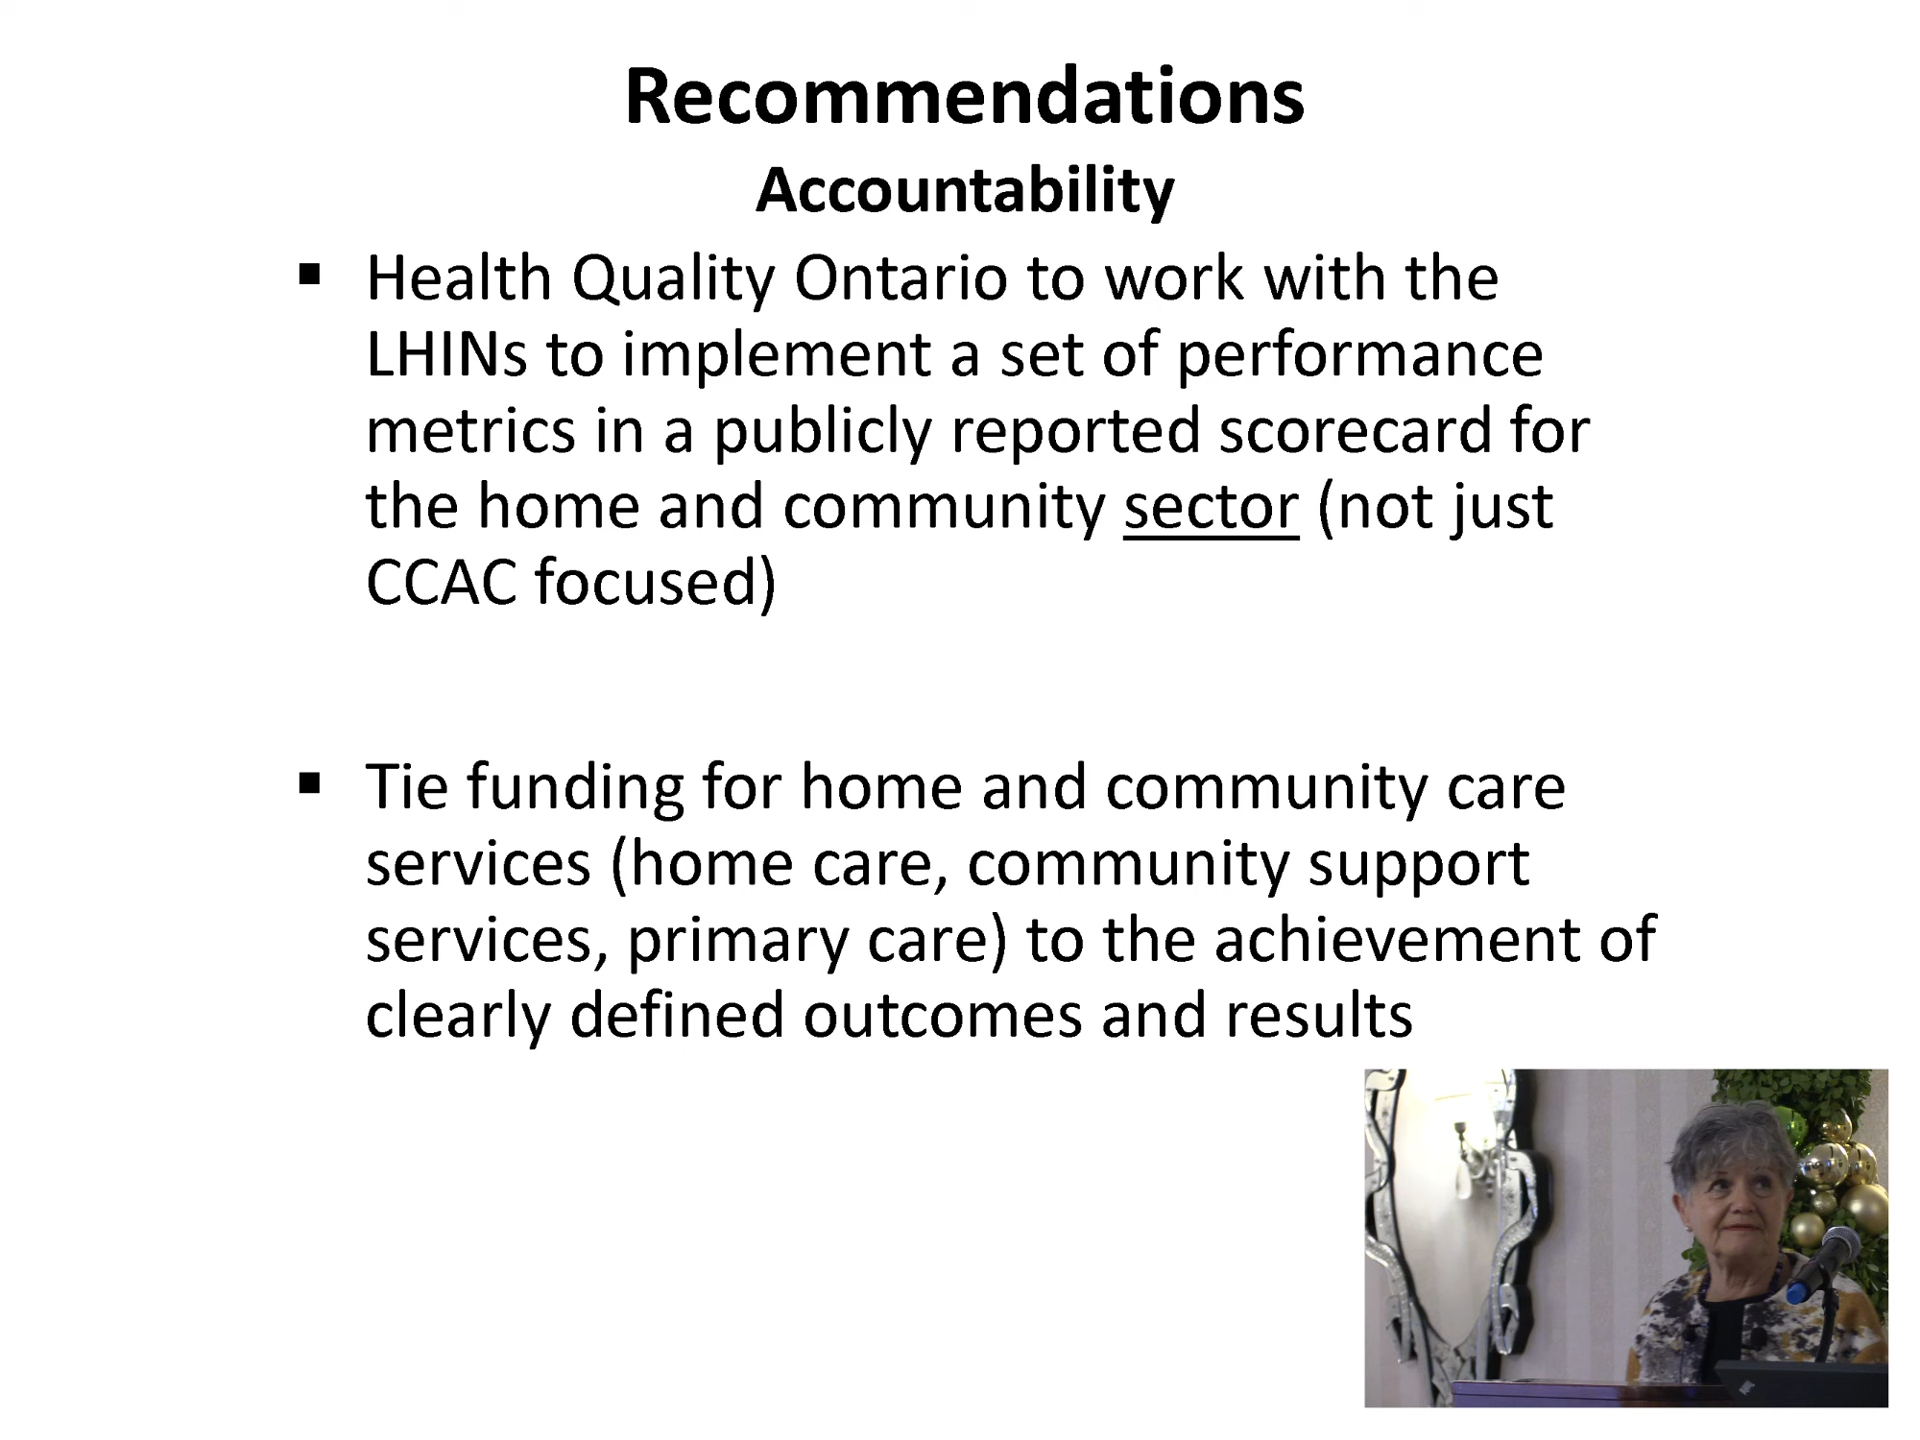 Recommendations
Accountability
▪ Health Quality Ontario to work with the
LHINs to implement a set of performance
metrics in a publicly reported scorecard for
the home and community sector (not just
CCAC focused)
▪ Tie funding for home and community care
services (home care, community support
services, primary care) to the achievement of
clearly defined outcomes and results